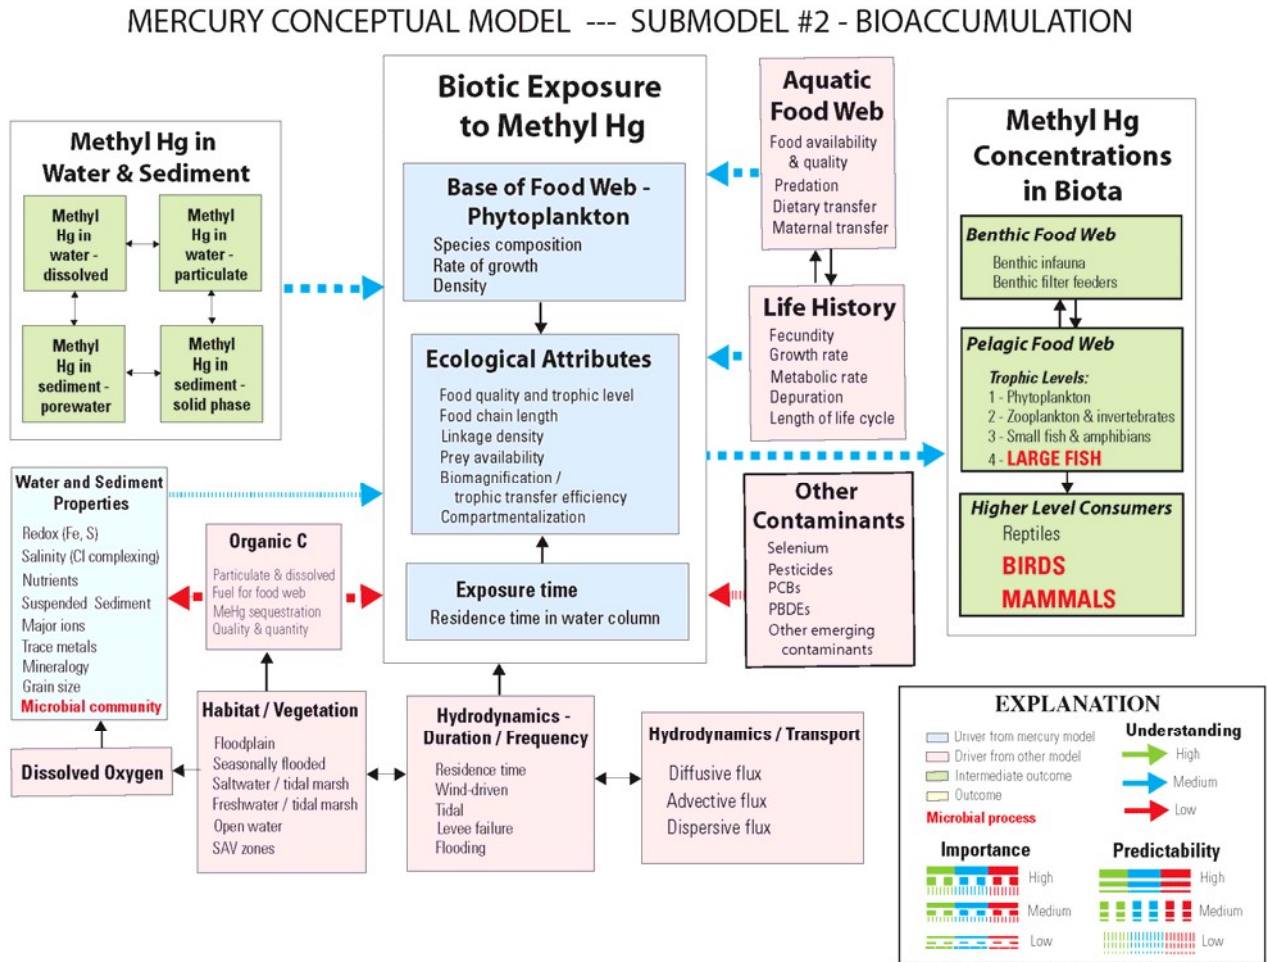 MERCURY CONCEPTUAL MODEL --- SUBMODEL #2 - BIOACCUMULATION
Methyl Hg in
Water & Sediment
Methyl
Hg in
water -
dissolved
Methyl
Hg in
water -
particulate
Methyl
Hg in
sediment -
porewater
Methyl
Hg in
sediment -
solid phase
Water and Sediment
Properties
Redox (Fe, S)
Salinity (Cl complexing)
Nutrients
Suspended Sediment
Major ions
Trace metals
Mineralogy
Grain size
Microbial community
Dissolved Oxygen
Organic C
Particulate & dissolved
Fuel for food web
MeHg sequestration
Quality & quantity
Habitat / Vegetation
Floodplain
Seasonally flooded
Saltwater / tidal marsh
Freshwater / tidal marsh
Open water
SAV zones
Biotic Exposure
to Methyl Hg
Base of Food Web -
Phytoplankton
Species composition
Rate of growth
Density
Ecological Attributes
Food quality and trophic level
Food chain length
Linkage density
Prey availability
Biomagnification /
trophic transfer efficiency
Compartmentalization
Exposure time
Residence time in water column
Hydrodynamics -
Duration / Frequency
Residence time
Wind-driven
Tidal
Levee failure
Flooding
Hydrodynamics / Transport
Diffusive flux
Advective flux
Dispersive flux
Aquatic
Food Web
Food availability
& quality
Predation
Dietary transfer
Maternal transfer
Life History
Fecundity
Growth rate
Metabolic rate
Depuration
Length of life cycle
Other
Contaminants
Selenium
Pesticides
PCBs
PBDEs
Other emerging
contaminants
Methyl Hg
Concentrations
in Biota
Benthic Food Web
Benthic infauna
Benthic filter feeders
Pelagic Food Web
Trophic Levels:
1 - Phytoplankton
2 - Zooplankton & invertebrates
3 - Small fish & amphibians
4 - LARGE FISH
Higher Level Consumers
Reptiles
BIRDS
MAMMALS
EXPLANATION
Driver from mercury model
Driver from other model
Intermediate outcome
Outcome
Microbial process
Understanding
High
Medium
Low
Importance
High
Medium
Low
Predictability
High
Medium
Low